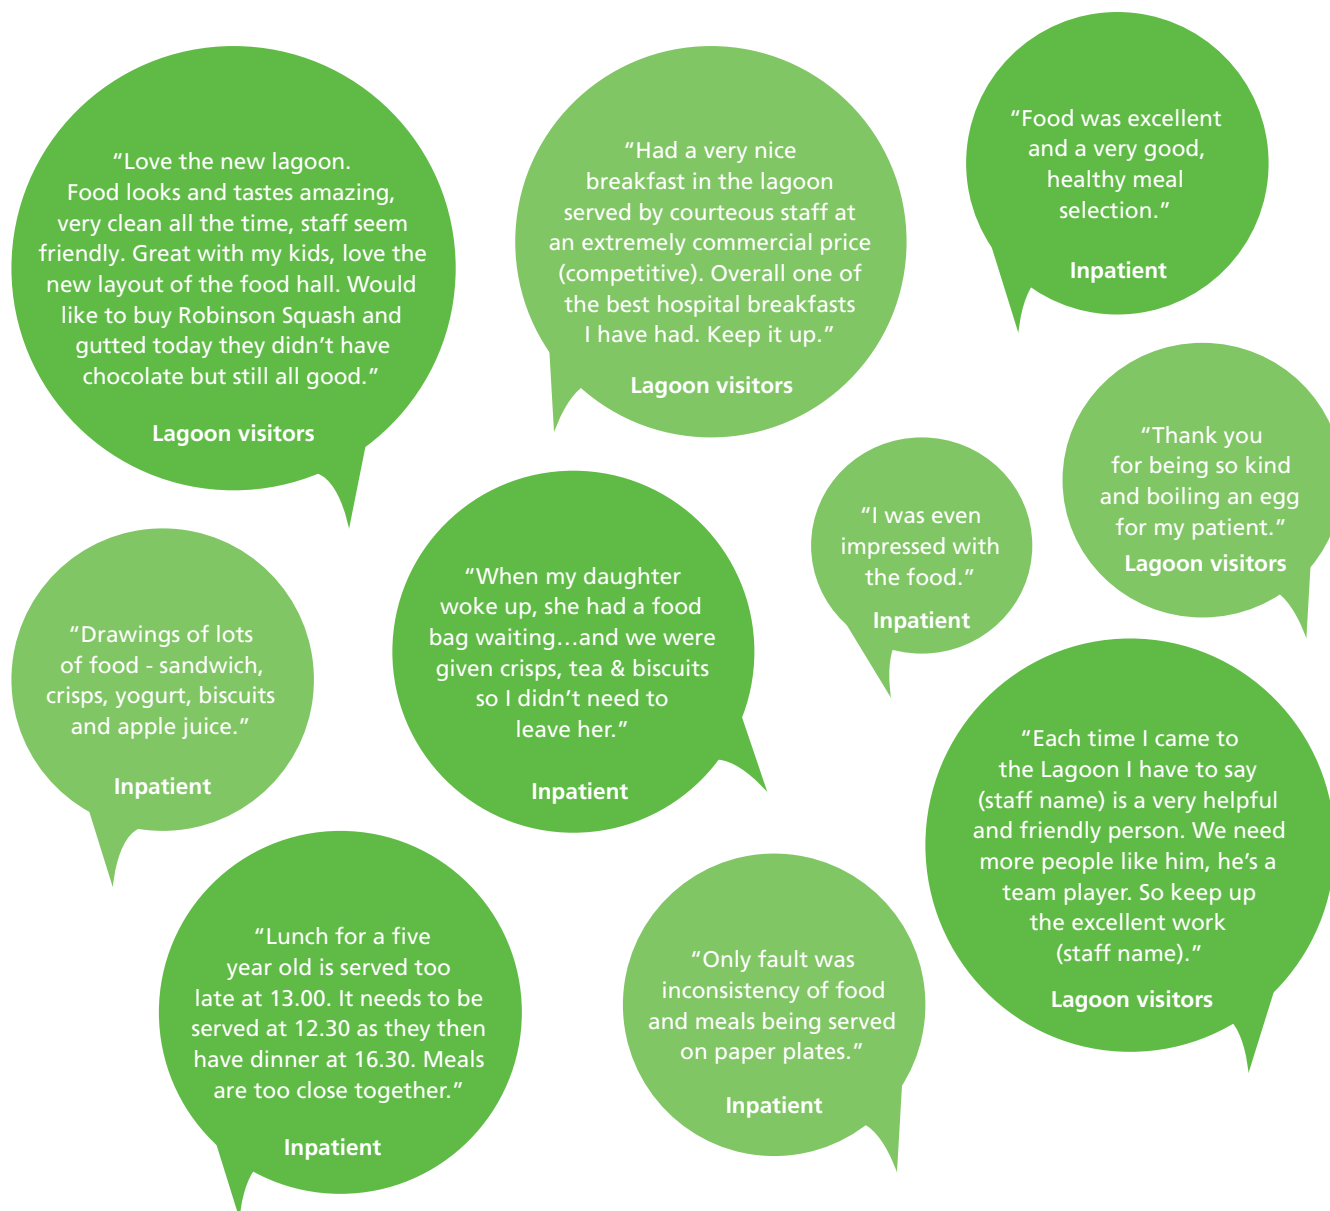 “Love the new lagoon.
Food looks and tastes amazing,
very clean all the time, staff seem
friendly. Great with my kids, love the
new layout of the food hall. Would
like to buy Robinson Squash and
gutted today they didn’t have
chocolate but still all good.”
Lagoon visitors
“Had a very nice
breakfast in the lagoon
served by courteous staff at
an extremely commercial price
(competitive). Overall one of
the best hospital breakfasts
I have had. Keep it up.”
Lagoon visitors
“Food was excellent
and a very good,
healthy meal
selection.”
Inpatient
“Thank you
for being so kind
and boiling an egg
for my patient.”
Lagoon visitors
“I was even
impressed with
the food.”
Inpatient
“When my daughter
woke up, she had a food
bag waiting…and we were
given crisps, tea & biscuits
so I didn’t need to
leave her.”
Inpatient
“Drawings of lots
of food - sandwich,
crisps, yogurt, biscuits
and apple juice.”
Inpatient
“Each time I came to
the Lagoon I have to say
(staff name) is a very helpful
and friendly person. We need
more people like him, he’s a
team player. So keep up
the excellent work
(staff name).”
Lagoon visitors
“Lunch for a five
year old is served too
late at 13.00. It needs to be
served at 12.30 as they then
have dinner at 16.30. Meals
are too close together.”
Inpatient
“Only fault was
inconsistency of food
and meals being served
on paper plates.”
Inpatient